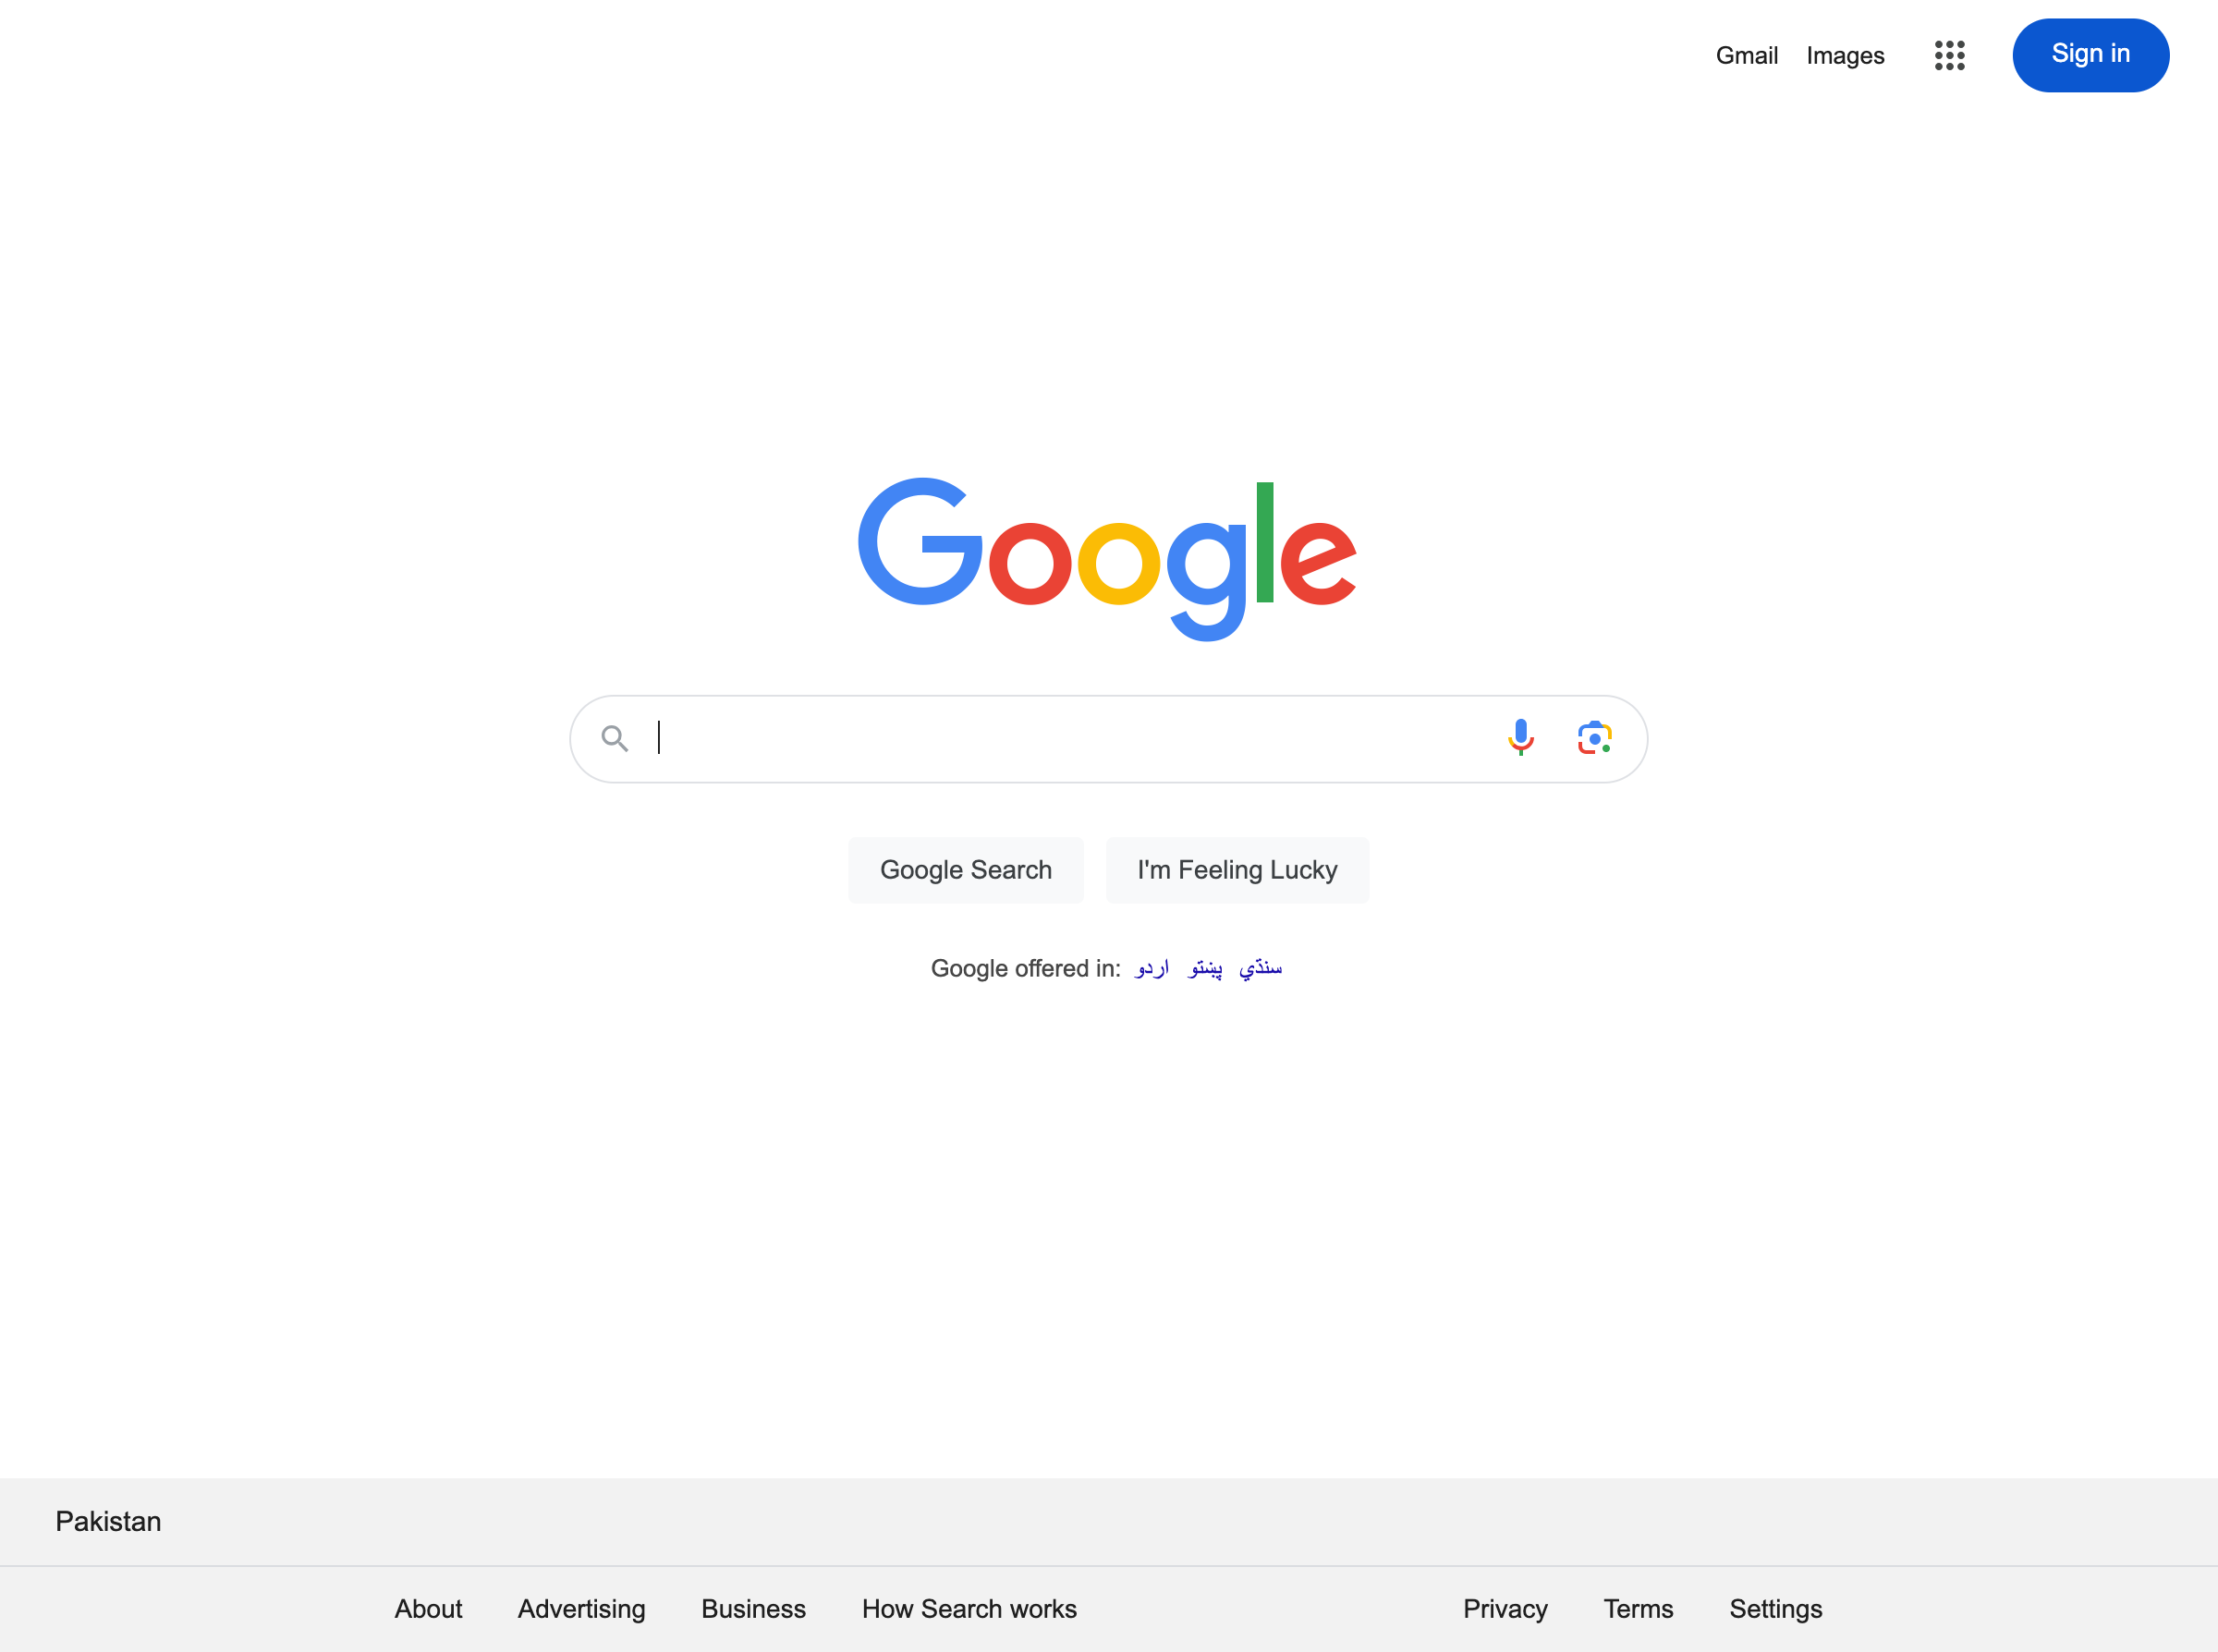 Gmail Images Sign in
Google
Google Search I'm Feeling Lucky
Google offered in: اردو پښتو سنڌي
Pakistan
About Advertising Business How Search works Privacy Terms Settings